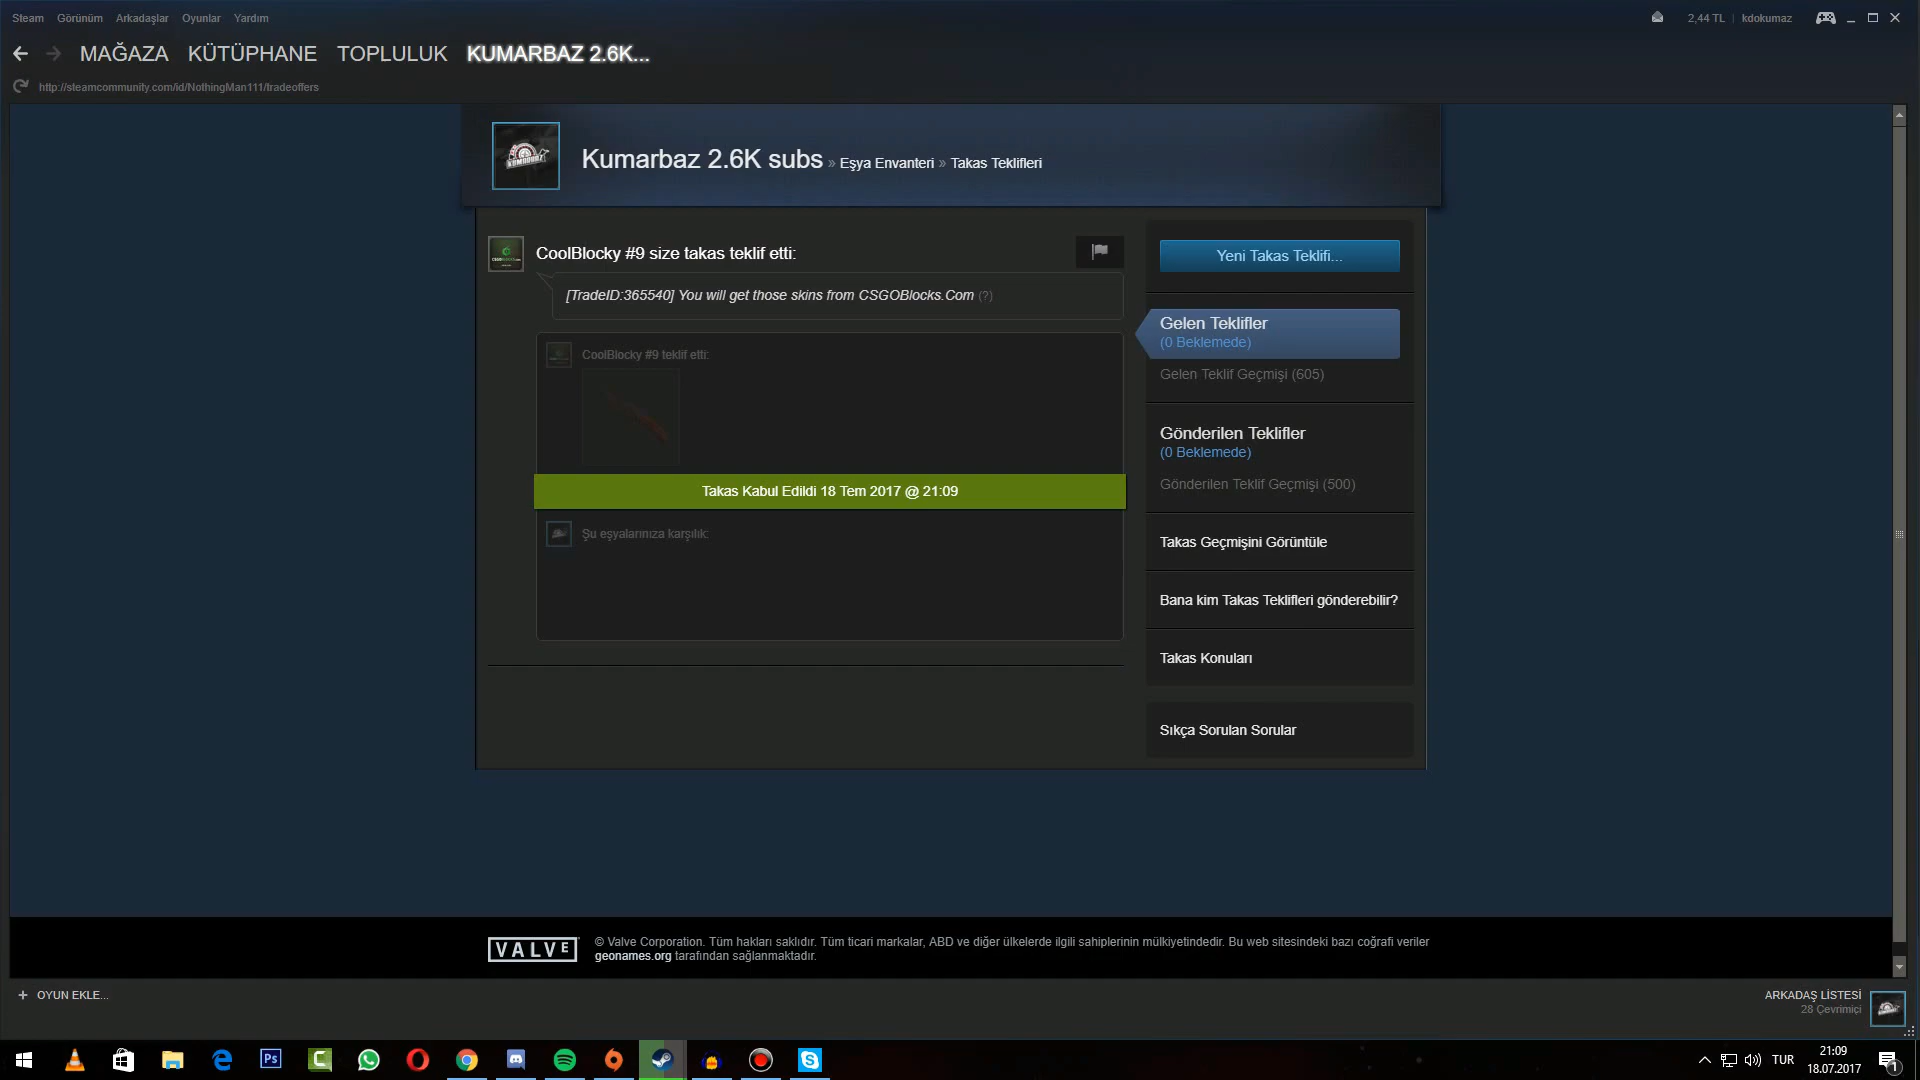 Steam Görünüm Arkadaşlar Oyunlar Yardım
2,44 TL | kdokumaz
MAĞAZA KÜTÜPHANE TOPLULUK KUMARBAZ 2.6K...
http://steamcommunity.com/id/NothingMan111/tradeoffers
Kumarbaz 2.6K subs » Eşya Envanteri » Takas Teklifleri
CoolBlocky #9 size takas teklif etti:
[TradeID:365540] You will get those skins from CSGOBlocks.Com (?)
CoolBlocky #9 teklif etti:
Takas Kabul Edildi 18 Tem 2017 @ 21:09
Şu eşyalarınıza karşılık:
Yeni Takas Teklifi...
Gelen Teklifler
(0 Beklemede)
Gelen Teklif Geçmişi (605)
Gönderilen Teklifler
(0 Beklemede)
Gönderilen Teklif Geçmişi (500)
Takas Geçmişini Görüntüle
Bana kim Takas Teklifleri gönderebilir?
Takas Konuları
Sıkça Sorulan Sorular
VALVE
© Valve Corporation. Tüm hakları saklıdır. Tüm ticari markalar, ABD ve diğer ülkelerde ilgili sahiplerinin mülkiyetindedir. Bu web sitesindeki bazı coğrafi veriler
geonames.org tarafından sağlanmaktadır.
+ OYUN EKLE...
ARKADAŞ LİSTESİ
28 Çevrimiçi
Ps
TUR
21:09
18.07.2017
1